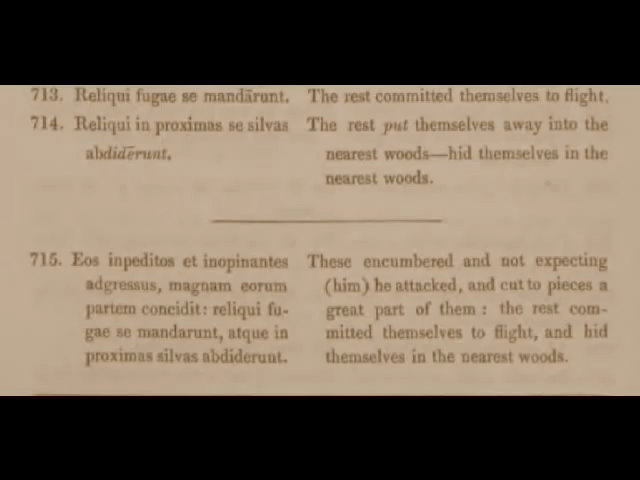 713. Reliqui fugae se mandārunt. The rest committed themselves to flight.
714. Reliqui in proximas se silvas The rest put themselves away into the
abdidērunt. nearest woods—hid themselves in the
nearest woods.
715. Eos inpeditos et inopinantes These encumbered and not expecting
adgressus, magnam eorum (him) he attacked, and cut to pieces a
partem concidit: reliqui fu- great part of them: the rest com-
gae se mandarunt, atque in mitted themselves to flight, and hid
proximas silvas abdiderunt. themselves in the nearest woods.